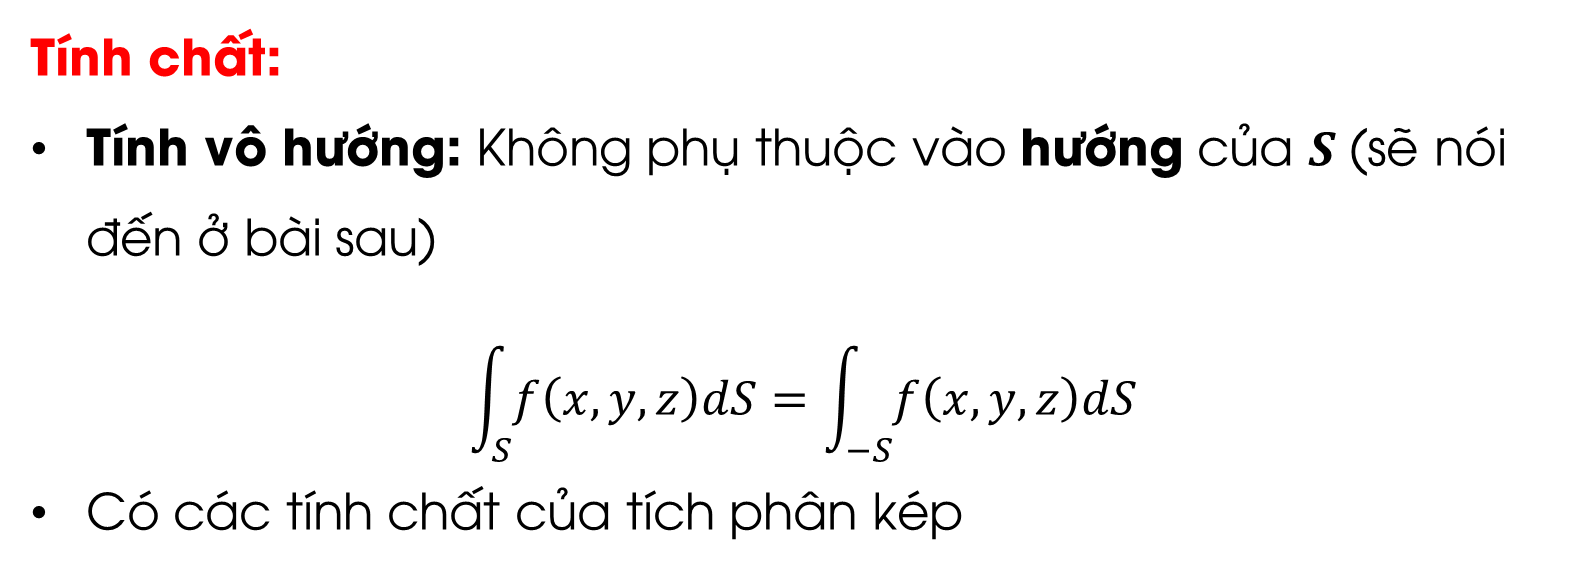 Tính chất:
• Tính vô hướng: Không phụ thuộc vào hướng của S (sẽ nói
đến ở bài sau)
∫_S f(x, y, z)dS = ∫_{−S} f(x, y, z)dS
• Có các tính chất của tích phân kép